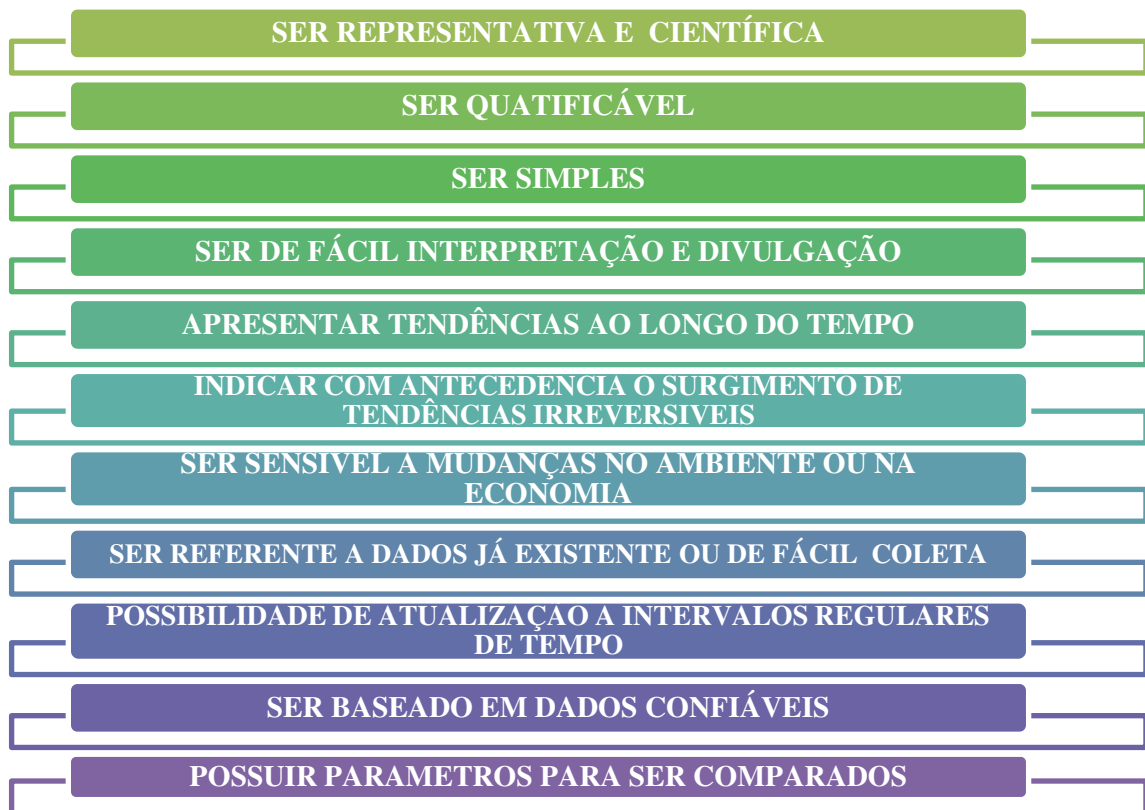 SER REPRESENTATIVA E CIENTÍFICA
SER QUATIFICÁVEL
SER SIMPLES
SER DE FÁCIL INTERPRETAÇÃO E DIVULGAÇÃO
APRESENTAR TENDÊNCIAS AO LONGO DO TEMPO
INDICAR COM ANTECEDENCIA O SURGIMENTO DE
TENDÊNCIAS IRREVERSIVEIS
SER SENSIVEL A MUDANÇAS NO AMBIENTE OU NA
ECONOMIA
SER REFERENTE A DADOS JÁ EXISTENTE OU DE FÁCIL COLETA
POSSIBILIDADE DE ATUALIZAÇAO A INTERVALOS REGULARES
DE TEMPO
SER BASEADO EM DADOS CONFIÁVEIS
POSSUIR PARAMETROS PARA SER COMPARADOS